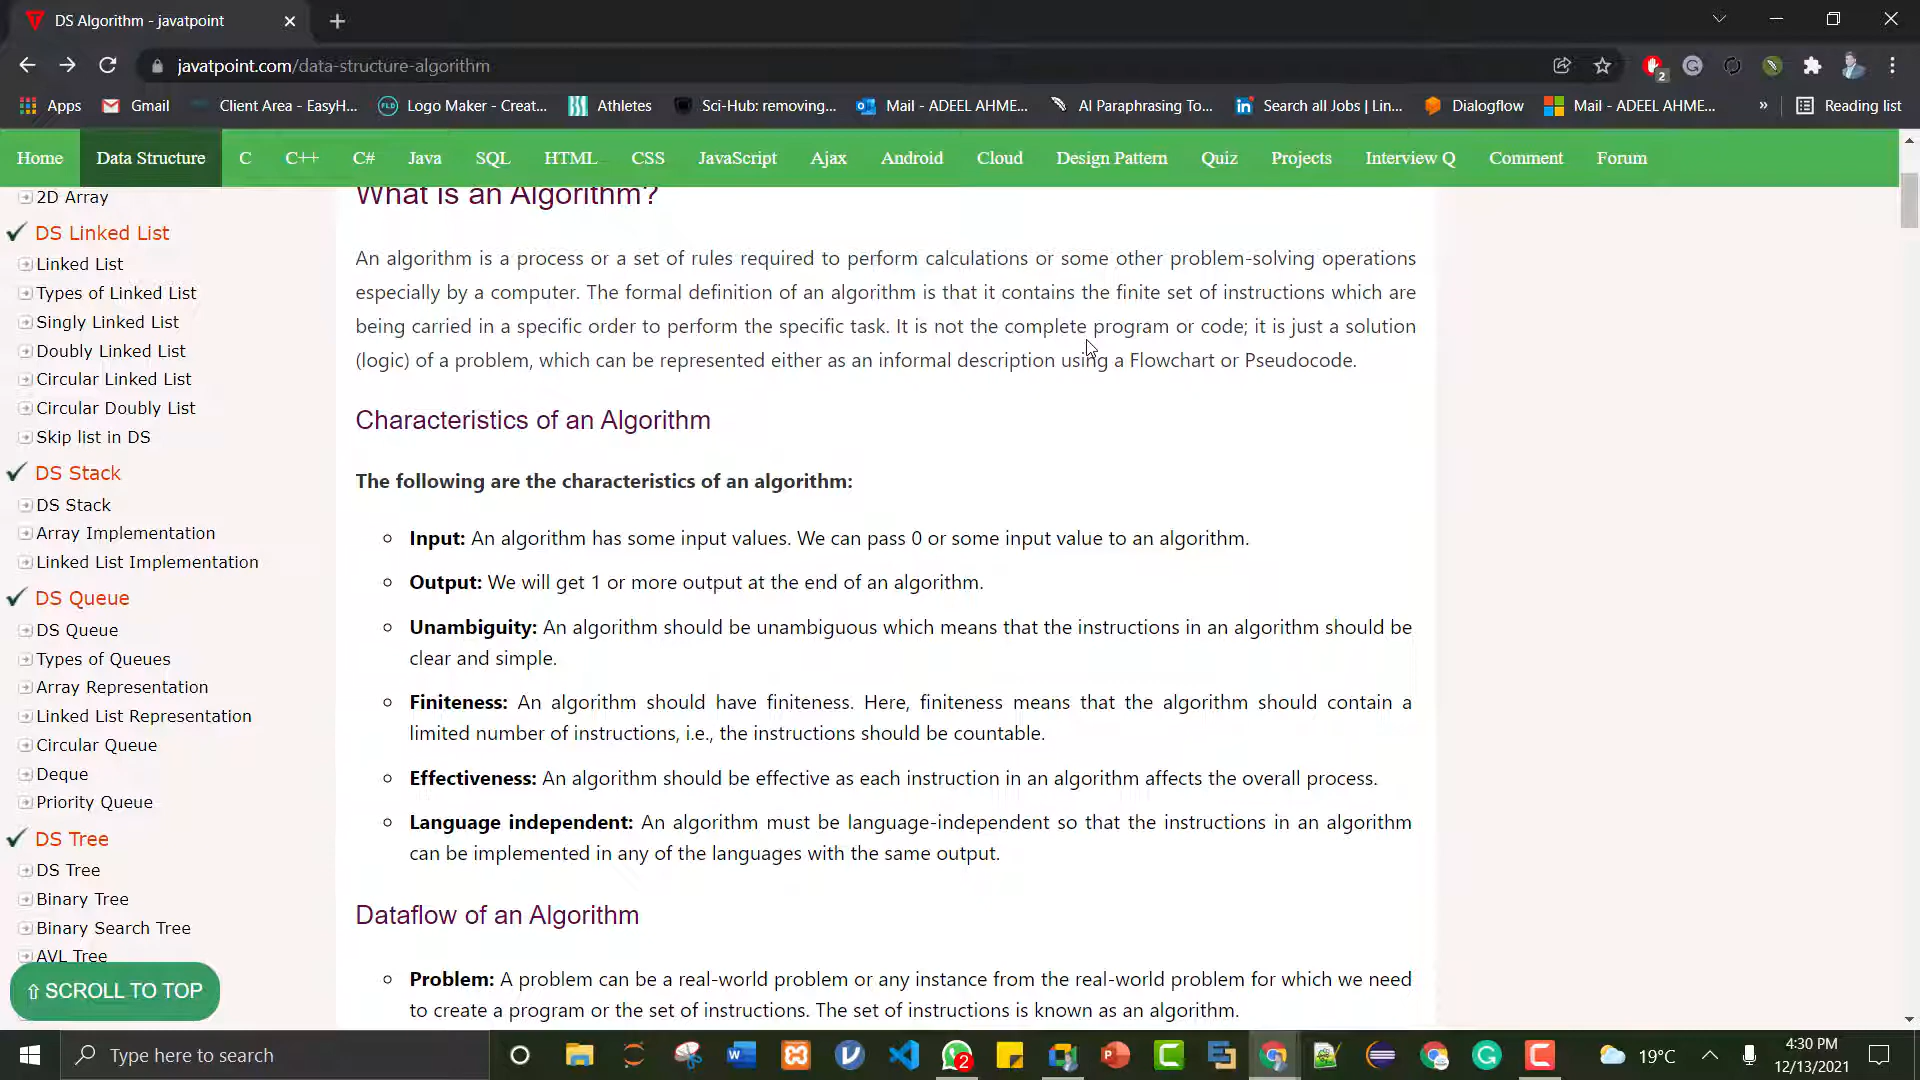 DS Algorithm - javatpoint
javatpoint.com/data-structure-algorithm
2
Apps Gmail Client Area - EasyH... Logo Maker - Creat... Athletes Sci-Hub: removing... Mail - ADEEL AHME... AI Paraphrasing To... Search all Jobs | Lin... Dialogflow Mail - ADEEL AHME... » Reading list
Home Data Structure C C++ C# Java SQL HTML CSS JavaScript Ajax Android Cloud Design Pattern Quiz Projects Interview Q Comment Forum
2D Array
DS Linked List
Linked List
Types of Linked List
Singly Linked List
Doubly Linked List
Circular Linked List
Circular Doubly List
Skip list in DS
DS Stack
DS Stack
Array Implementation
Linked List Implementation
DS Queue
DS Queue
Types of Queues
Array Representation
Linked List Representation
Circular Queue
Deque
Priority Queue
DS Tree
DS Tree
Binary Tree
Binary Search Tree
AVL Tree
⇧ SCROLL TO TOP
What is an Algorithm?
An algorithm is a process or a set of rules required to perform calculations or some other problem-solving operations
especially by a computer. The formal definition of an algorithm is that it contains the finite set of instructions which are
being carried in a specific order to perform the specific task. It is not the complete program or code; it is just a solution
(logic) of a problem, which can be represented either as an informal description using a Flowchart or Pseudocode.
Characteristics of an Algorithm
The following are the characteristics of an algorithm:
Input: An algorithm has some input values. We can pass 0 or some input value to an algorithm.
Output: We will get 1 or more output at the end of an algorithm.
Unambiguity: An algorithm should be unambiguous which means that the instructions in an algorithm should be
clear and simple.
Finiteness: An algorithm should have finiteness. Here, finiteness means that the algorithm should contain a
limited number of instructions, i.e., the instructions should be countable.
Effectiveness: An algorithm should be effective as each instruction in an algorithm affects the overall process.
Language independent: An algorithm must be language-independent so that the instructions in an algorithm
can be implemented in any of the languages with the same output.
Dataflow of an Algorithm
Problem: A problem can be a real-world problem or any instance from the real-world problem for which we need
to create a program or the set of instructions. The set of instructions is known as an algorithm.
Type here to search
2
19°C
4:30 PM
12/13/2021